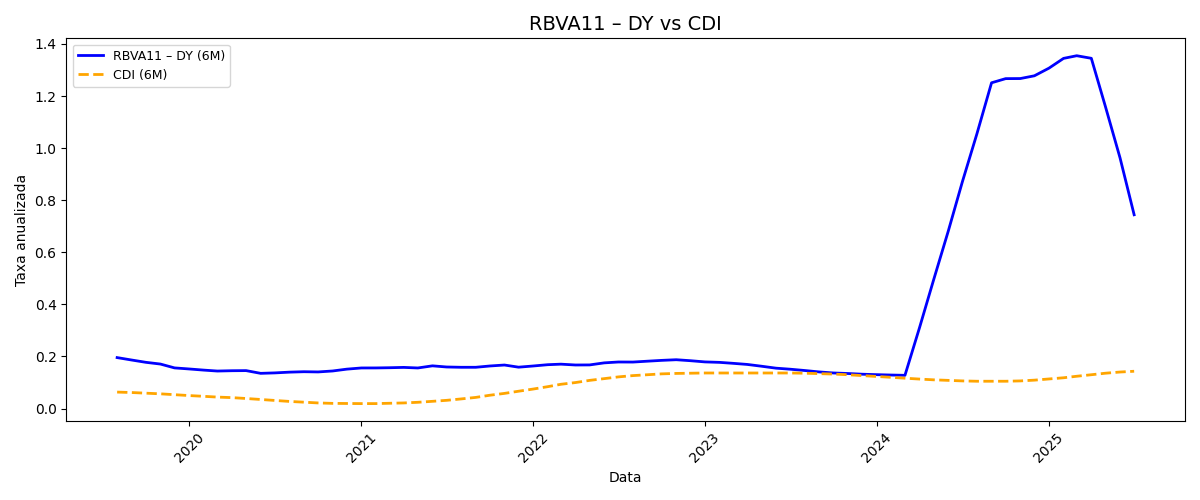 RBVA11 – DY vs CDI
RBVA11 – DY (6M)
CDI (6M)
Taxa anualizada
1.4
1.2
1.0
0.8
0.6
0.4
0.2
0.0
2020
2021
2022
2023
2024
2025
Data